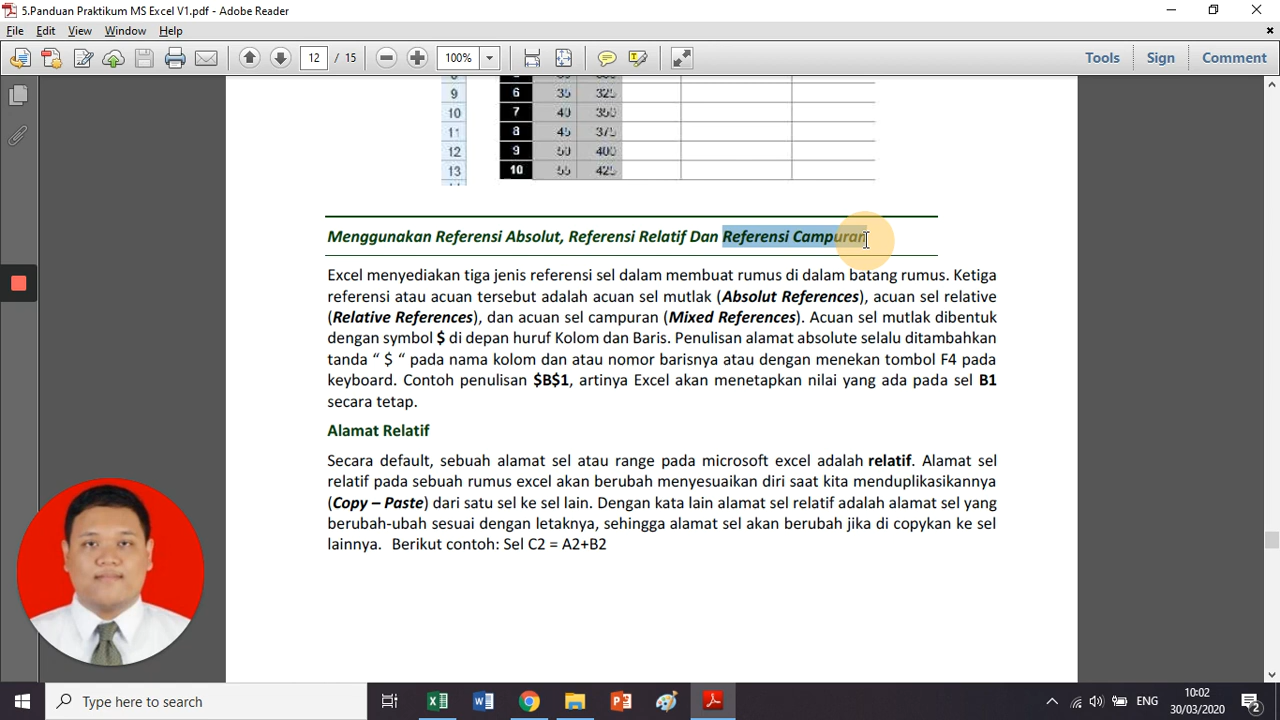 5.Panduan Praktikum MS Excel V1.pdf - Adobe Reader
File Edit View Window Help
12 / 15 100% Tools Sign Comment
9 6 35 325
10 7 40 350
11 8 45 375
12 9 50 400
13 10 55 425
Menggunakan Referensi Absolut, Referensi Relatif Dan Referensi Campuran
Excel menyediakan tiga jenis referensi sel dalam membuat rumus di dalam batang rumus. Ketiga
referensi atau acuan tersebut adalah acuan sel mutlak (Absolut References), acuan sel relative
(Relative References), dan acuan sel campuran (Mixed References). Acuan sel mutlak dibentuk
dengan symbol $ di depan huruf Kolom dan Baris. Penulisan alamat absolute selalu ditambahkan
tanda “ $ “ pada nama kolom dan atau nomor barisnya atau dengan menekan tombol F4 pada
keyboard. Contoh penulisan $B$1, artinya Excel akan menetapkan nilai yang ada pada sel B1
secara tetap.
Alamat Relatif
Secara default, sebuah alamat sel atau range pada microsoft excel adalah relatif. Alamat sel
relatif pada sebuah rumus excel akan berubah menyesuaikan diri saat kita menduplikasikannya
(Copy – Paste) dari satu sel ke sel lain. Dengan kata lain alamat sel relatif adalah alamat sel yang
berubah-ubah sesuai dengan letaknya, sehingga alamat sel akan berubah jika di copykan ke sel
lainnya. Berikut contoh: Sel C2 = A2+B2
Type here to search
ENG
10:02
30/03/2020
2